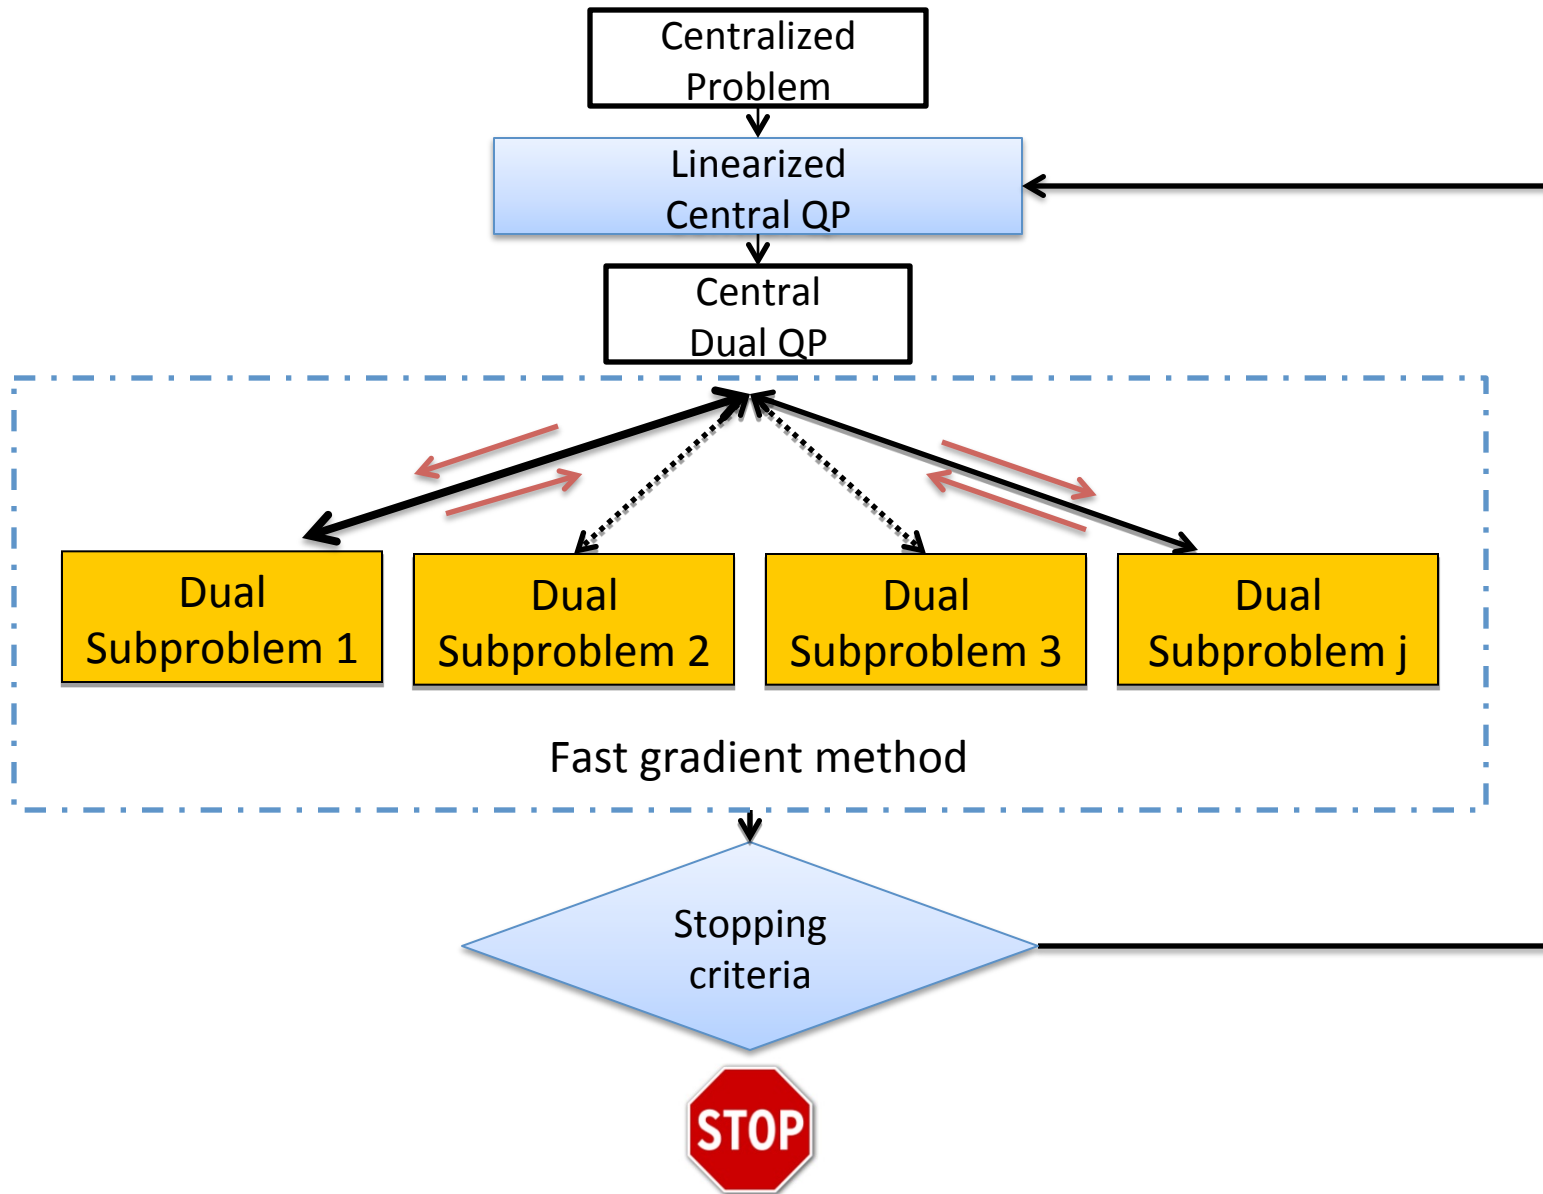 Centralized
Problem
Linearized
Central QP
Central
Dual QP
Dual
Subproblem 1
Dual
Subproblem 2
Dual
Subproblem 3
Dual
Subproblem j
Fast gradient method
Stopping
criteria
STOP